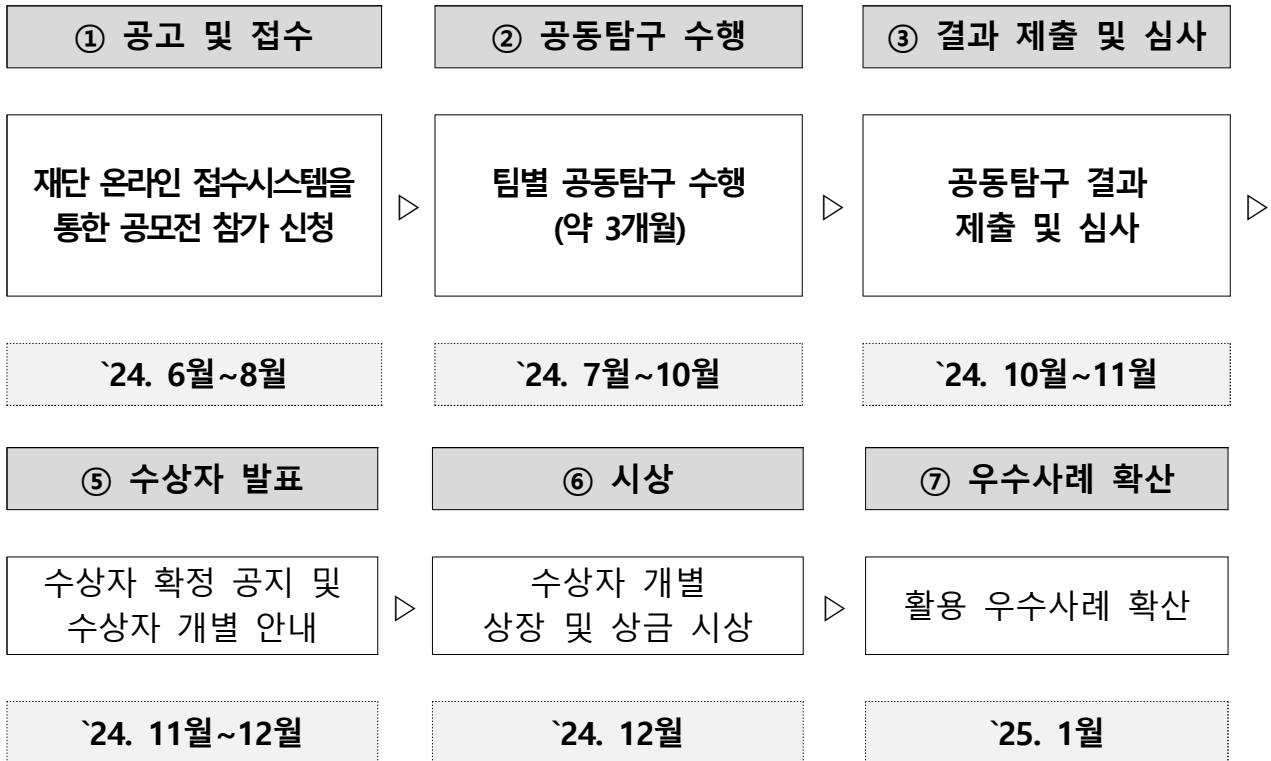 ① 공고 및 접수
② 공동탐구 수행
③ 결과 제출 및 심사
재단 온라인 접수시스템을
통한 공모전 참가 신청
▷
팀별 공동탐구 수행
(약 3개월)
▷
공동탐구 결과
제출 및 심사
▷
`24. 6월~8월
`24. 7월~10월
`24. 10월~11월
⑤ 수상자 발표
⑥ 시상
⑦ 우수사례 확산
수상자 확정 공지 및
수상자 개별 안내
▷
수상자 개별
상장 및 상금 시상
▷
활용 우수사례 확산
`24. 11월~12월
`24. 12월
`25. 1월